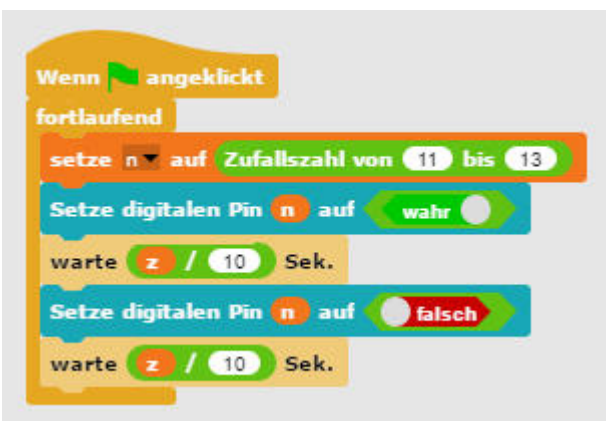 Wenn angeklickt
fortlaufend
setze n auf Zufallszahl von 11 bis 13
Setze digitalen Pin n auf wahr
warte z / 10 Sek.
Setze digitalen Pin n auf falsch
warte z / 10 Sek.